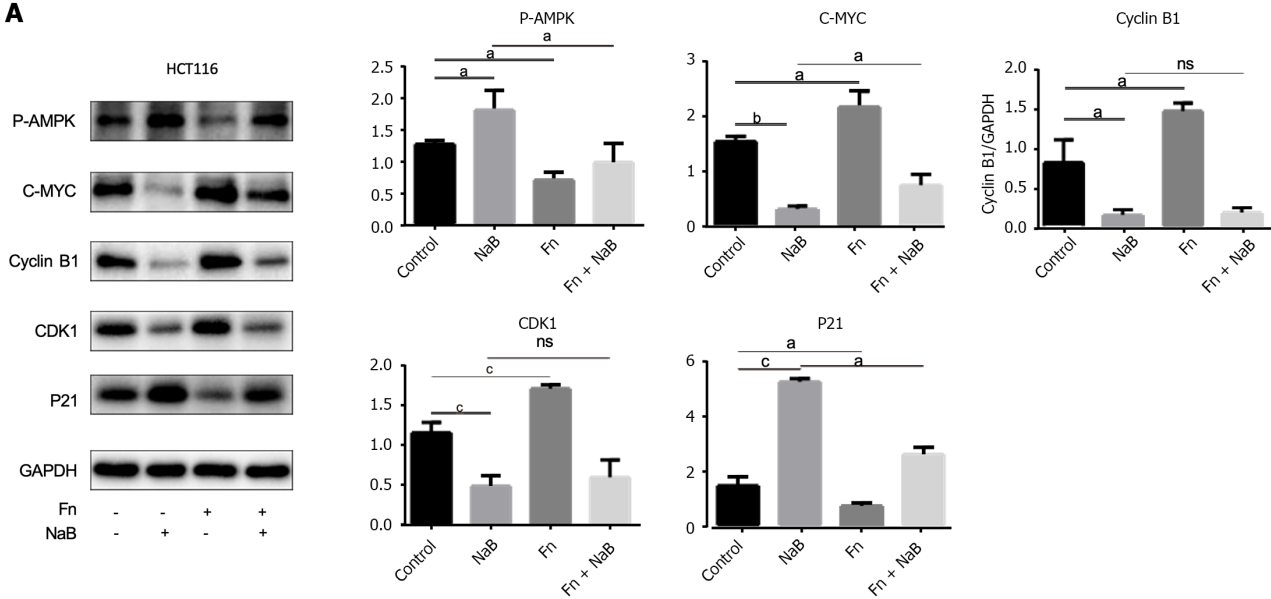 A
HCT116
P-AMPK
C-MYC
Cyclin B1
CDK1
P21
GAPDH
Fn - - + +
NaB - + - +
P-AMPK
a
a
a
2.5
2.0
1.5
1.0
0.5
0.0
Control
NaB
Fn
Fn + NaB
C-MYC
a
a
b
3
2
1
0
Control
NaB
Fn
Fn + NaB
Cyclin B1
ns
a
a
Cyclin B1/GAPDH
2.0
1.5
1.0
0.5
0.0
Control
NaB
Fn
Fn + NaB
CDK1
ns
c
c
2.0
1.5
1.0
0.5
0.0
Control
NaB
Fn
Fn + NaB
P21
a
c a
6
4
2
0
Control
NaB
Fn
Fn + NaB